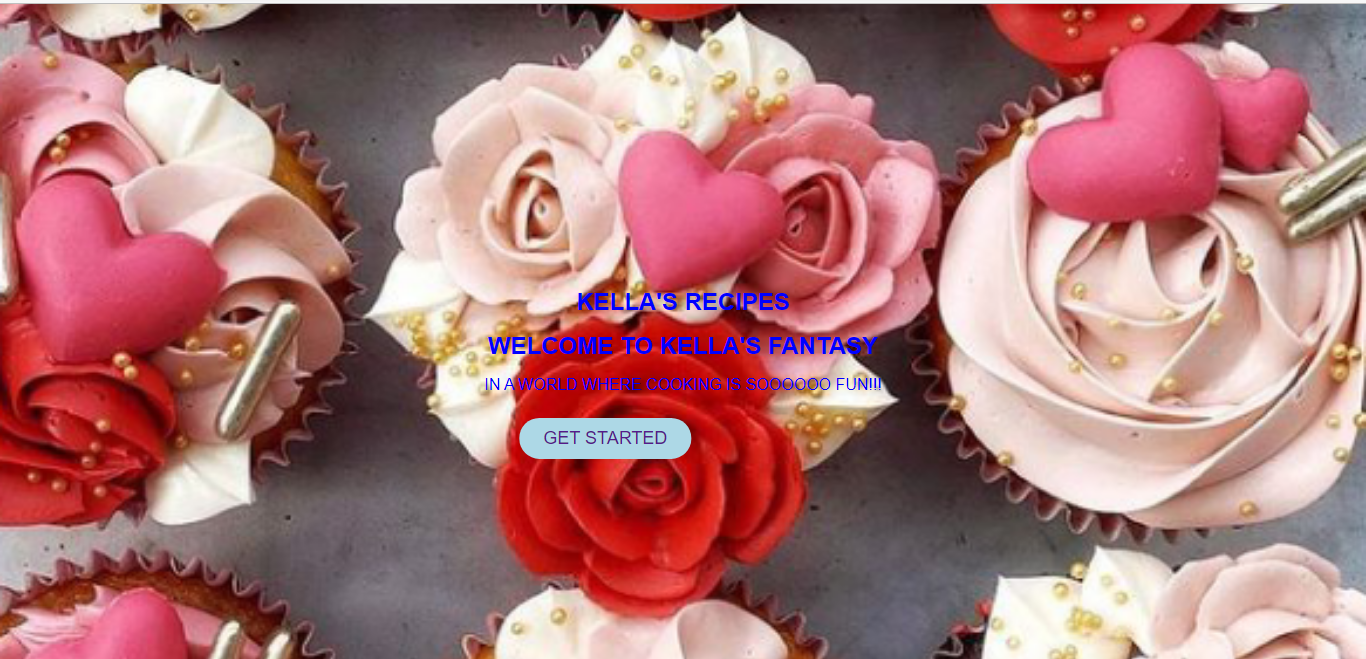 KELLA'S RECIPES
WELCOME TO KELLA'S FANTASY
IN A WORLD WHERE COOKING IS SOOOOOO FUN!!!
GET STARTED